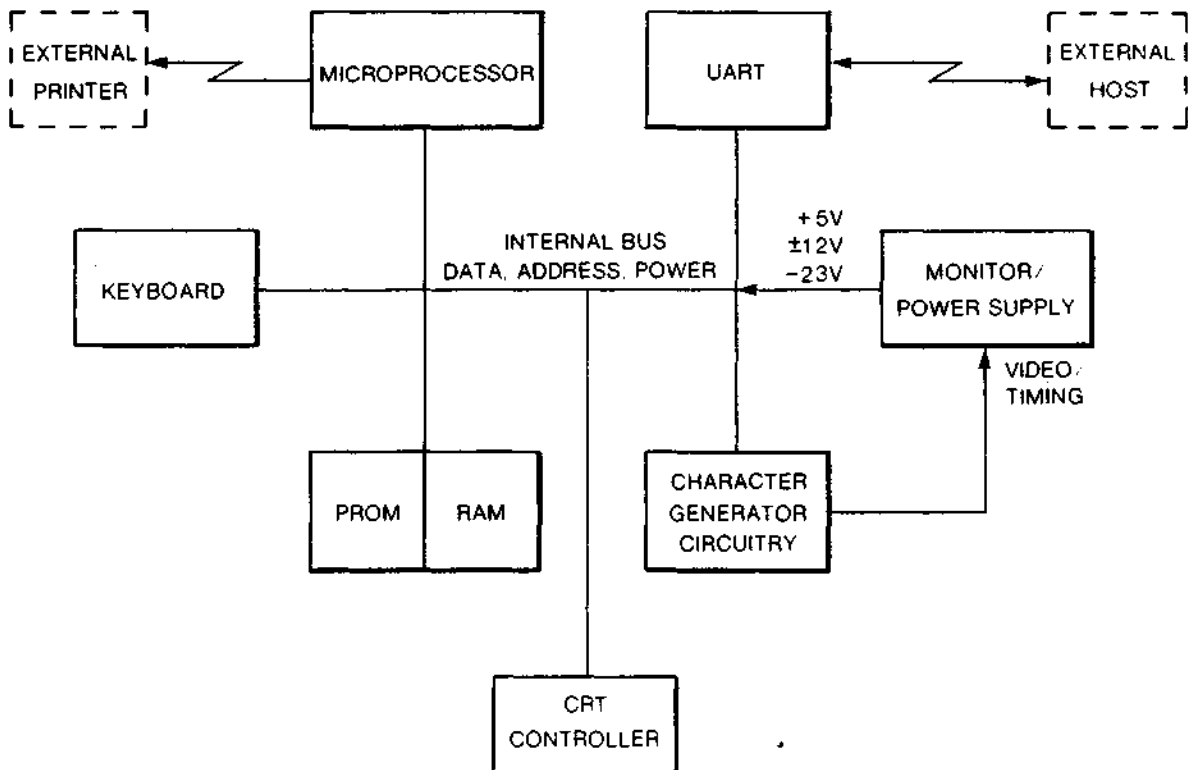 EXTERNAL
PRINTER
MICROPROCESSOR
UART
EXTERNAL
HOST
KEYBOARD
INTERNAL BUS
DATA, ADDRESS, POWER
+5V
±12V
-23V
MONITOR/
POWER SUPPLY
VIDEO/
TIMING
PROM
RAM
CHARACTER
GENERATOR
CIRCUITRY
CRT
CONTROLLER